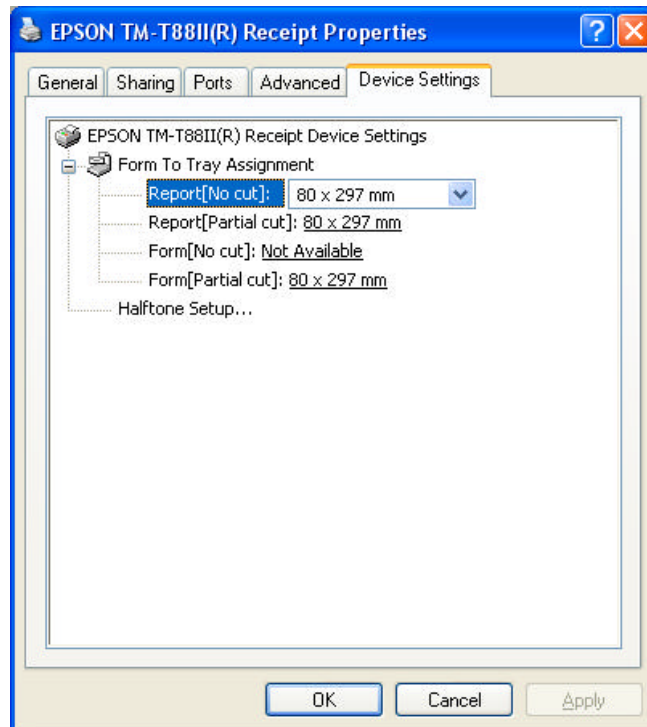 EPSON TM-T88II(R) Receipt Properties
General Sharing Ports Advanced Device Settings
EPSON TM-T88II(R) Receipt Device Settings
Form To Tray Assignment
Report[No cut]: 80 x 297 mm
Report[Partial cut]: 80 x 297 mm
Form[No cut]: Not Available
Form[Partial cut]: 80 x 297 mm
Halftone Setup...
OK Cancel Apply